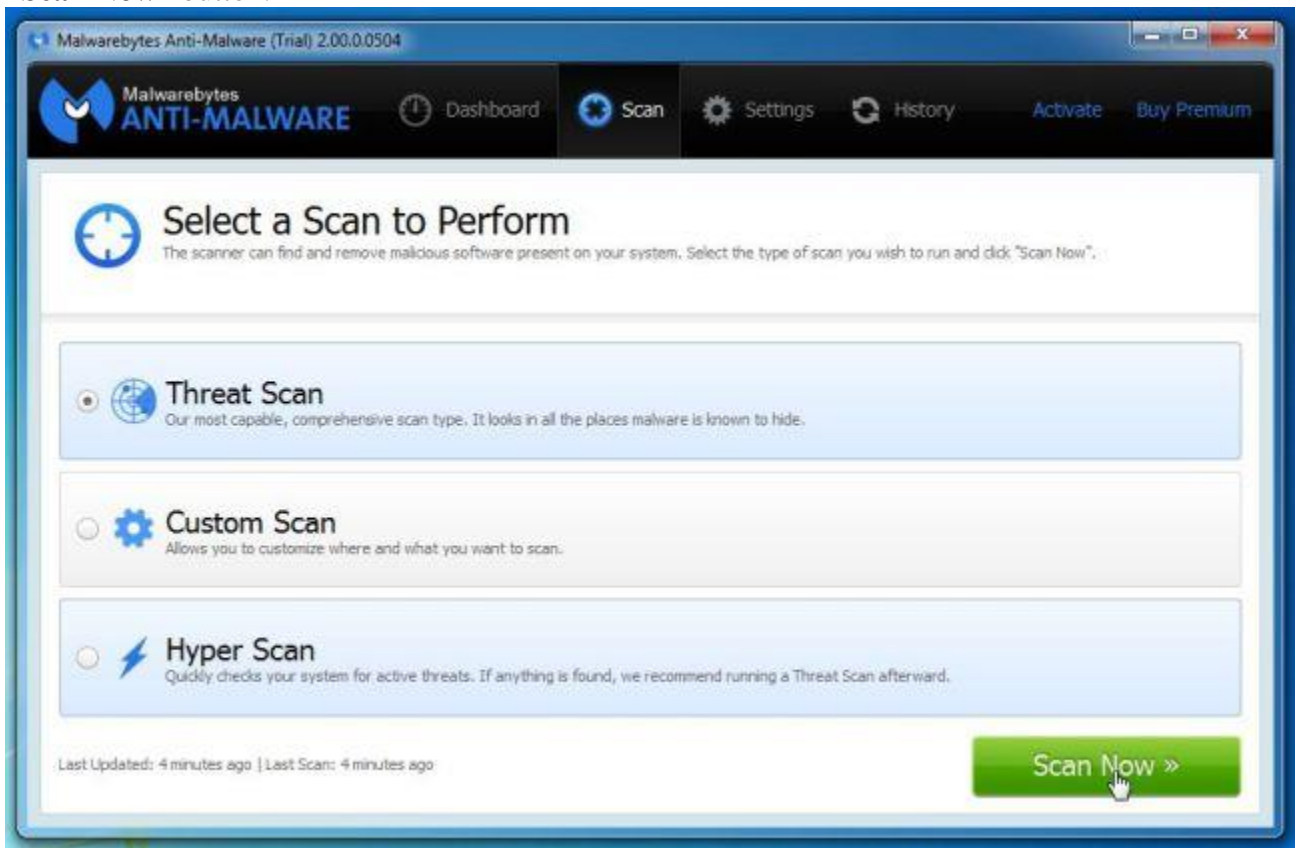 Malwarebytes Anti-Malware (Trial) 2.00.0.0504
Malwarebytes
ANTI-MALWARE
Dashboard
Scan
Settings
History
Activate
Buy Premium
Select a Scan to Perform
The scanner can find and remove malicious software present on your system. Select the type of scan you wish to run and click "Scan Now".
Threat Scan
Our most capable, comprehensive scan type. It looks in all the places malware is known to hide.
Custom Scan
Allows you to customize where and what you want to scan.
Hyper Scan
Quickly checks your system for active threats. If anything is found, we recommend running a Threat Scan afterward.
Last Updated: 4 minutes ago | Last Scan: 4 minutes ago
Scan Now »